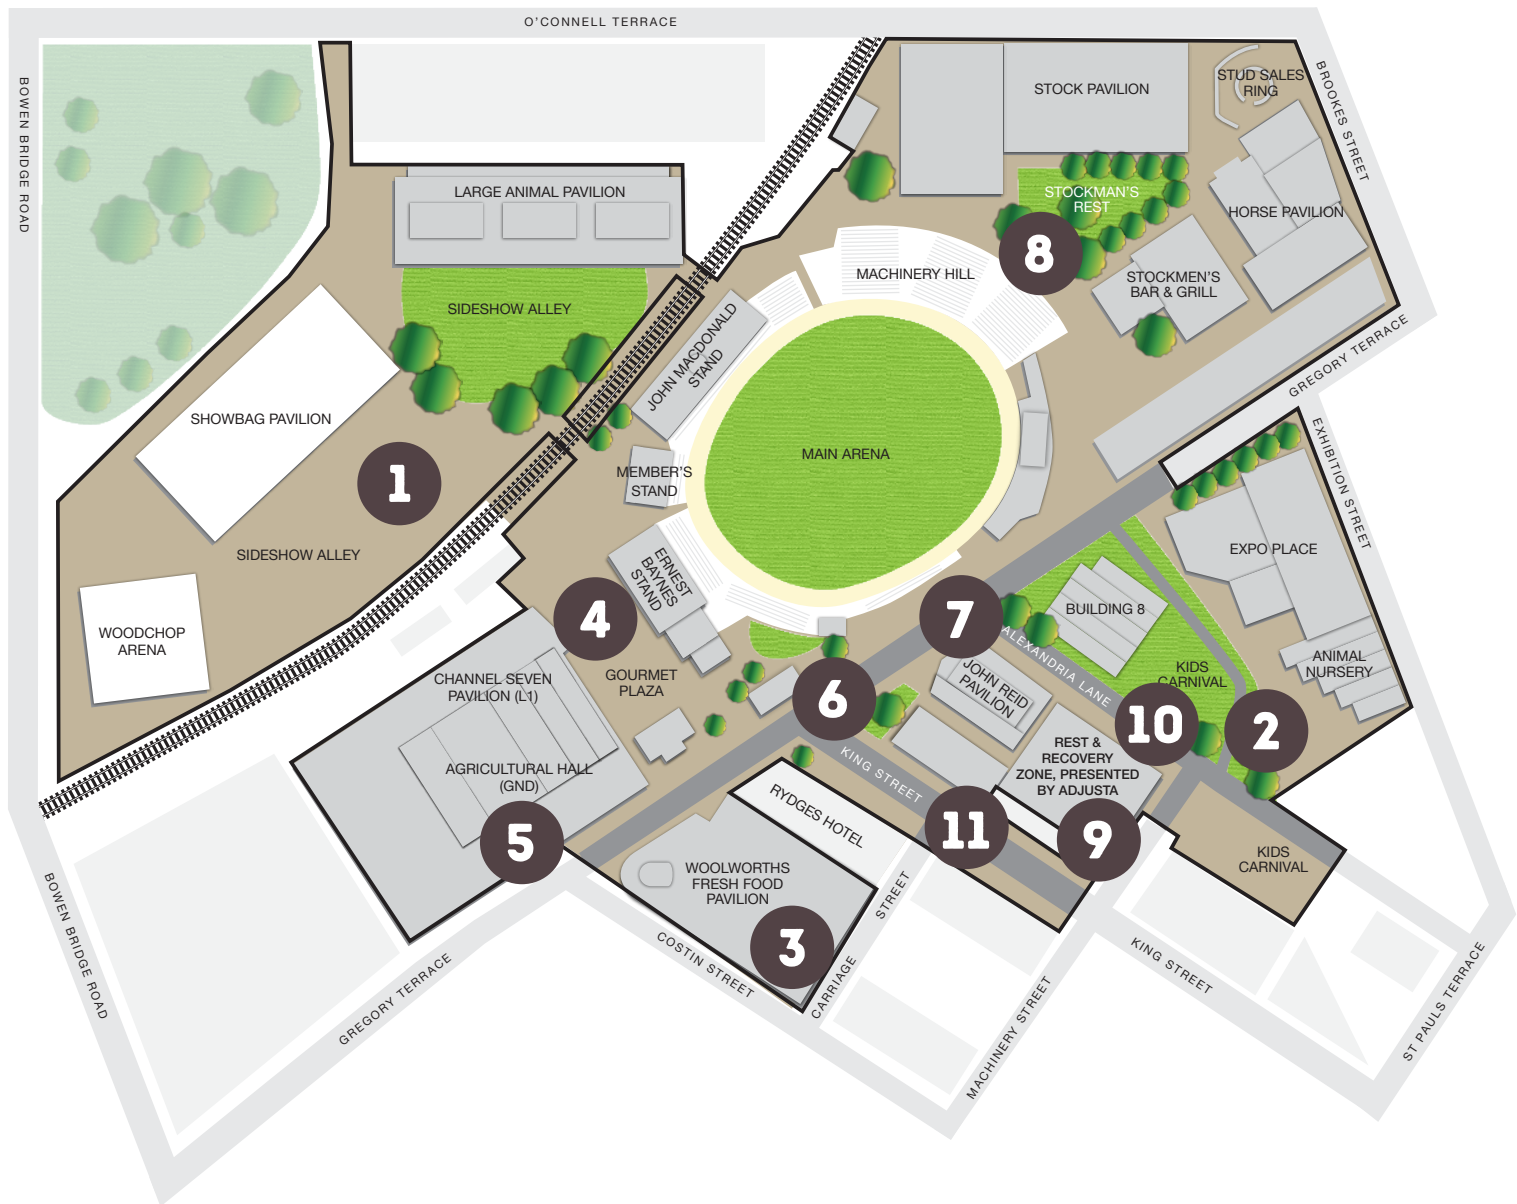 O'CONNELL TERRACE
BOWEN BRIDGE ROAD
BROOKES STREET
STOCK PAVILION
STUD SALES
RING
LARGE ANIMAL PAVILION
STOCKMAN'S
REST
HORSE PAVILION
8
MACHINERY HILL
STOCKMEN'S
BAR & GRILL
SIDESHOW ALLEY
JOHN MACDONALD
STAND
GREGORY TERRACE
SHOWBAG PAVILION
MAIN ARENA
EXHIBITION STREET
1
MEMBER'S
STAND
SIDESHOW ALLEY
EXPO PLACE
ERNEST
BAYNES
STAND
BUILDING 8
4
7
WOODCHOP
ARENA
ALEXANDRIA LANE
ANIMAL
NURSERY
KIDS
CARNIVAL
CHANNEL SEVEN
PAVILION (L1)
GOURMET
PLAZA
JOHN REID
PAVILION
6
10
2
REST &
RECOVERY
ZONE, PRESENTED
BY ADJUSTA
AGRICULTURAL HALL
(GND)
KING STREET
RYDGES HOTEL
5
11
9
KIDS
CARNIVAL
WOOLWORTHS
FRESH FOOD
PAVILION
3
CARRIAGE STREET
BOWEN BRIDGE ROAD
GREGORY TERRACE
COSTIN STREET
MACHINERY STREET
KING STREET
ST PAULS TERRACE